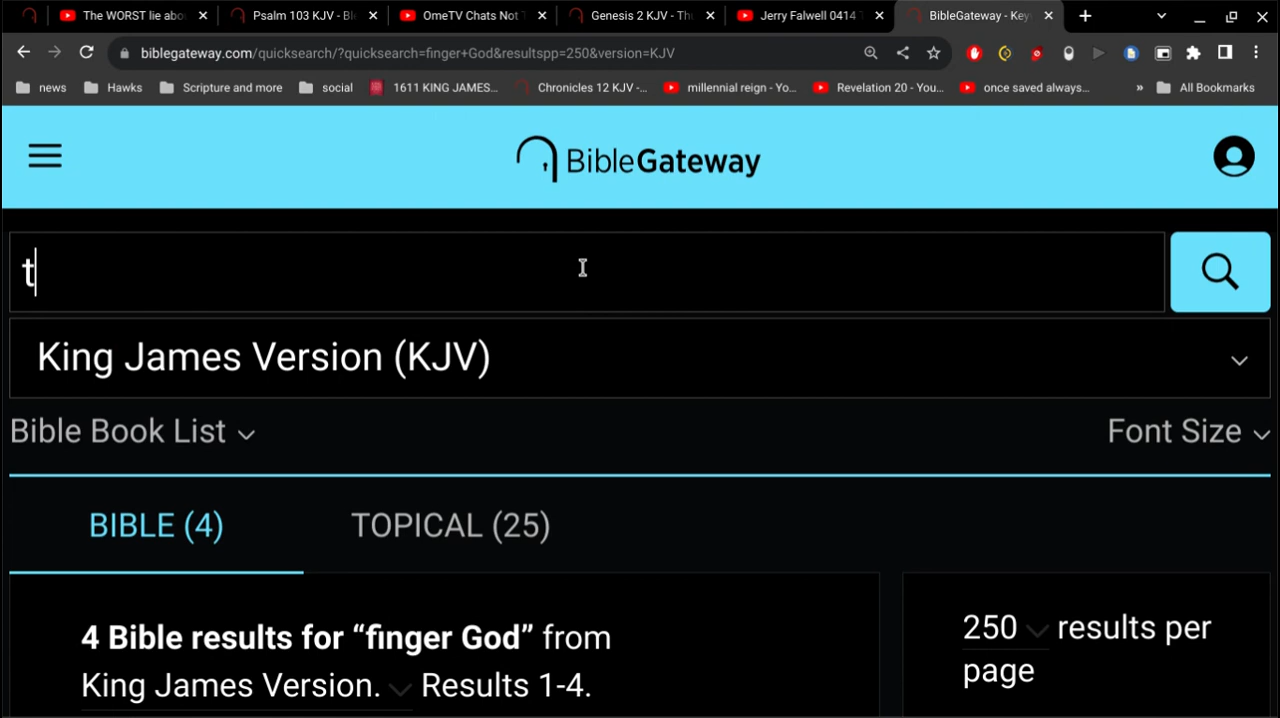 The WORST lie abo
Psalm 103 KJV - Bl
OmeTV Chats Not T
Genesis 2 KJV - Th
Jerry Falwell 0414 T
BibleGateway - Key
biblegateway.com/quicksearch/?quicksearch=finger+God&resultspp=250&version=KJV
news
Hawks
Scripture and more
social
1611 KING JAMES...
Chronicles 12 KJV -...
millennial reign - Yo...
Revelation 20 - You...
once saved always...
»
All Bookmarks
BibleGateway
t
King James Version (KJV)
Bible Book List
Font Size
BIBLE (4)
TOPICAL (25)
4 Bible results for “finger God” from
King James Version. Results 1-4.
250 results per
page